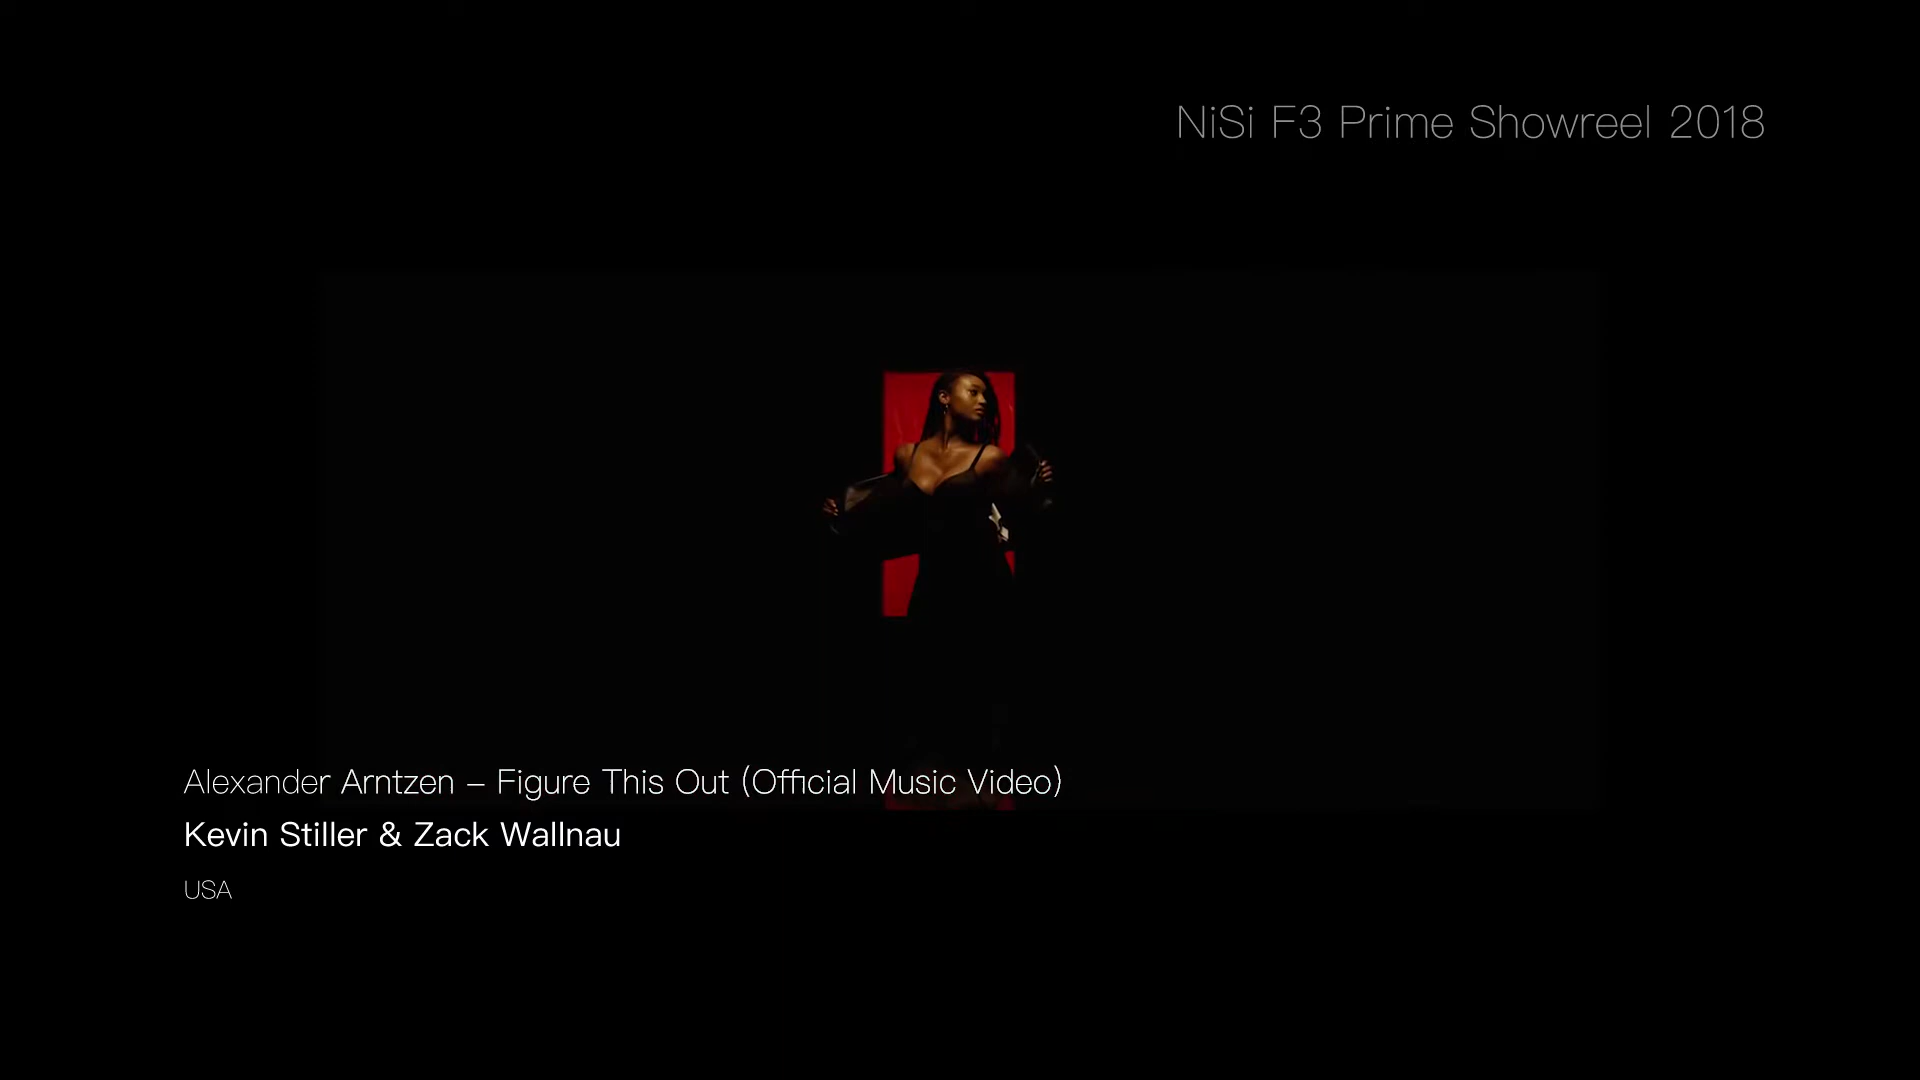 NiSi F3 Prime Showreel 2018
Alexander Arntzen – Figure This Out (Official Music Video)
Kevin Stiller & Zack Wallnau
USA